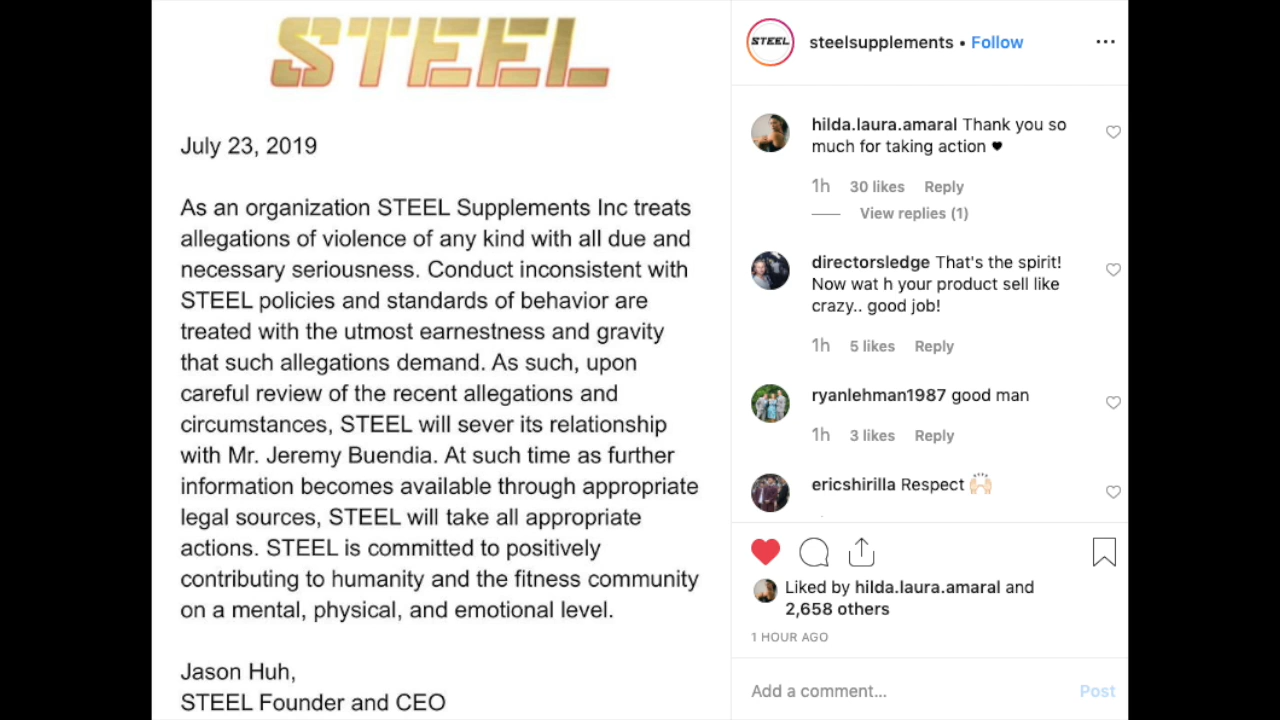 STEEL
July 23, 2019
As an organization STEEL Supplements Inc treats
allegations of violence of any kind with all due and
necessary seriousness. Conduct inconsistent with
STEEL policies and standards of behavior are
treated with the utmost earnestness and gravity
that such allegations demand. As such, upon
careful review of the recent allegations and
circumstances, STEEL will sever its relationship
with Mr. Jeremy Buendia. At such time as further
information becomes available through appropriate
legal sources, STEEL will take all appropriate
actions. STEEL is committed to positively
contributing to humanity and the fitness community
on a mental, physical, and emotional level.
Jason Huh,
STEEL Founder and CEO
STEEL
steelsupplements • Follow
hilda.laura.amaral Thank you so
much for taking action ♥
1h 30 likes Reply
View replies (1)
directorsledge That's the spirit!
Now wat h your product sell like
crazy.. good job!
1h 5 likes Reply
ryanlehman1987 good man
1h 3 likes Reply
ericshirilla Respect 🙌🏻
Liked by hilda.laura.amaral and
2,658 others
1 HOUR AGO
Add a comment... Post